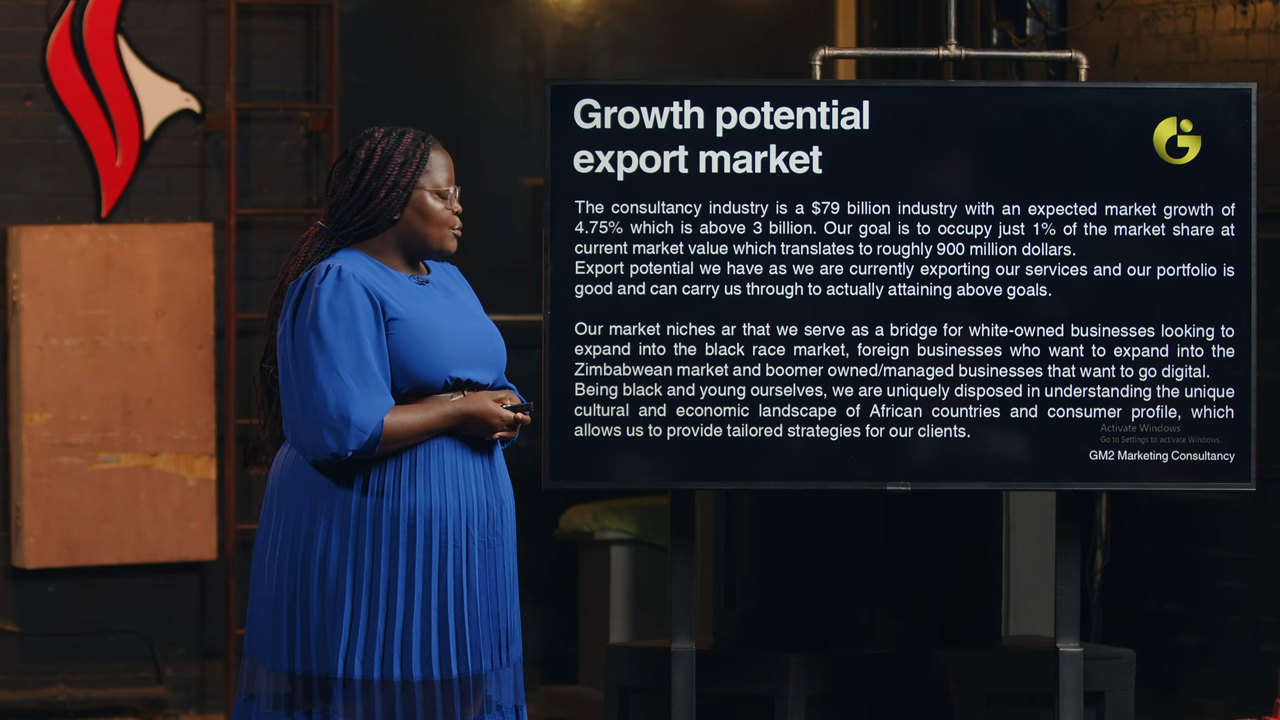 Growth potential
export market
The consultancy industry is a $79 billion industry with an expected market growth of
4.75% which is above 3 billion. Our goal is to occupy just 1% of the market share at
current market value which translates to roughly 900 million dollars.
Export potential we have as we are currently exporting our services and our portfolio is
good and can carry us through to actually attaining above goals.
Our market niches ar that we serve as a bridge for white-owned businesses looking to
expand into the black race market, foreign businesses who want to expand into the
Zimbabwean market and boomer owned/managed businesses that want to go digital.
Being black and young ourselves, we are uniquely disposed in understanding the unique
cultural and economic landscape of African countries and consumer profile, which
allows us to provide tailored strategies for our clients.
Activate Windows
Go to Settings to activate Windows.
GM2 Marketing Consultancy